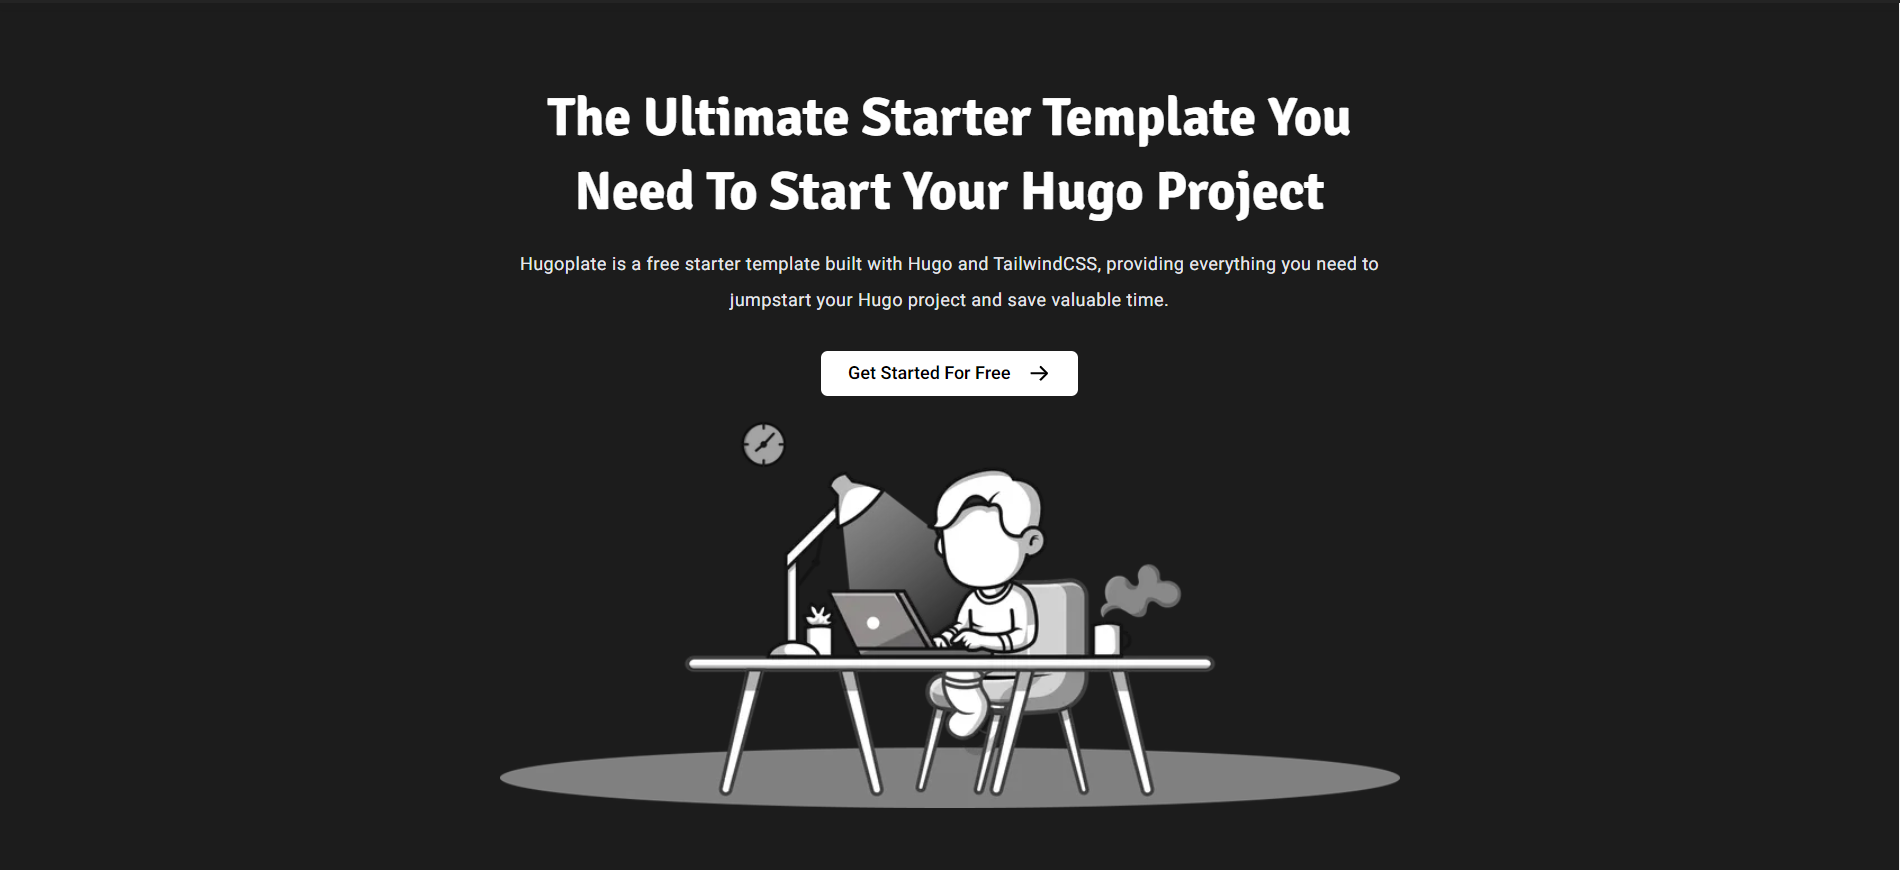 The Ultimate Starter Template You
Need To Start Your Hugo Project
Hugoplate is a free starter template built with Hugo and TailwindCSS, providing everything you need to
jumpstart your Hugo project and save valuable time.
Get Started For Free